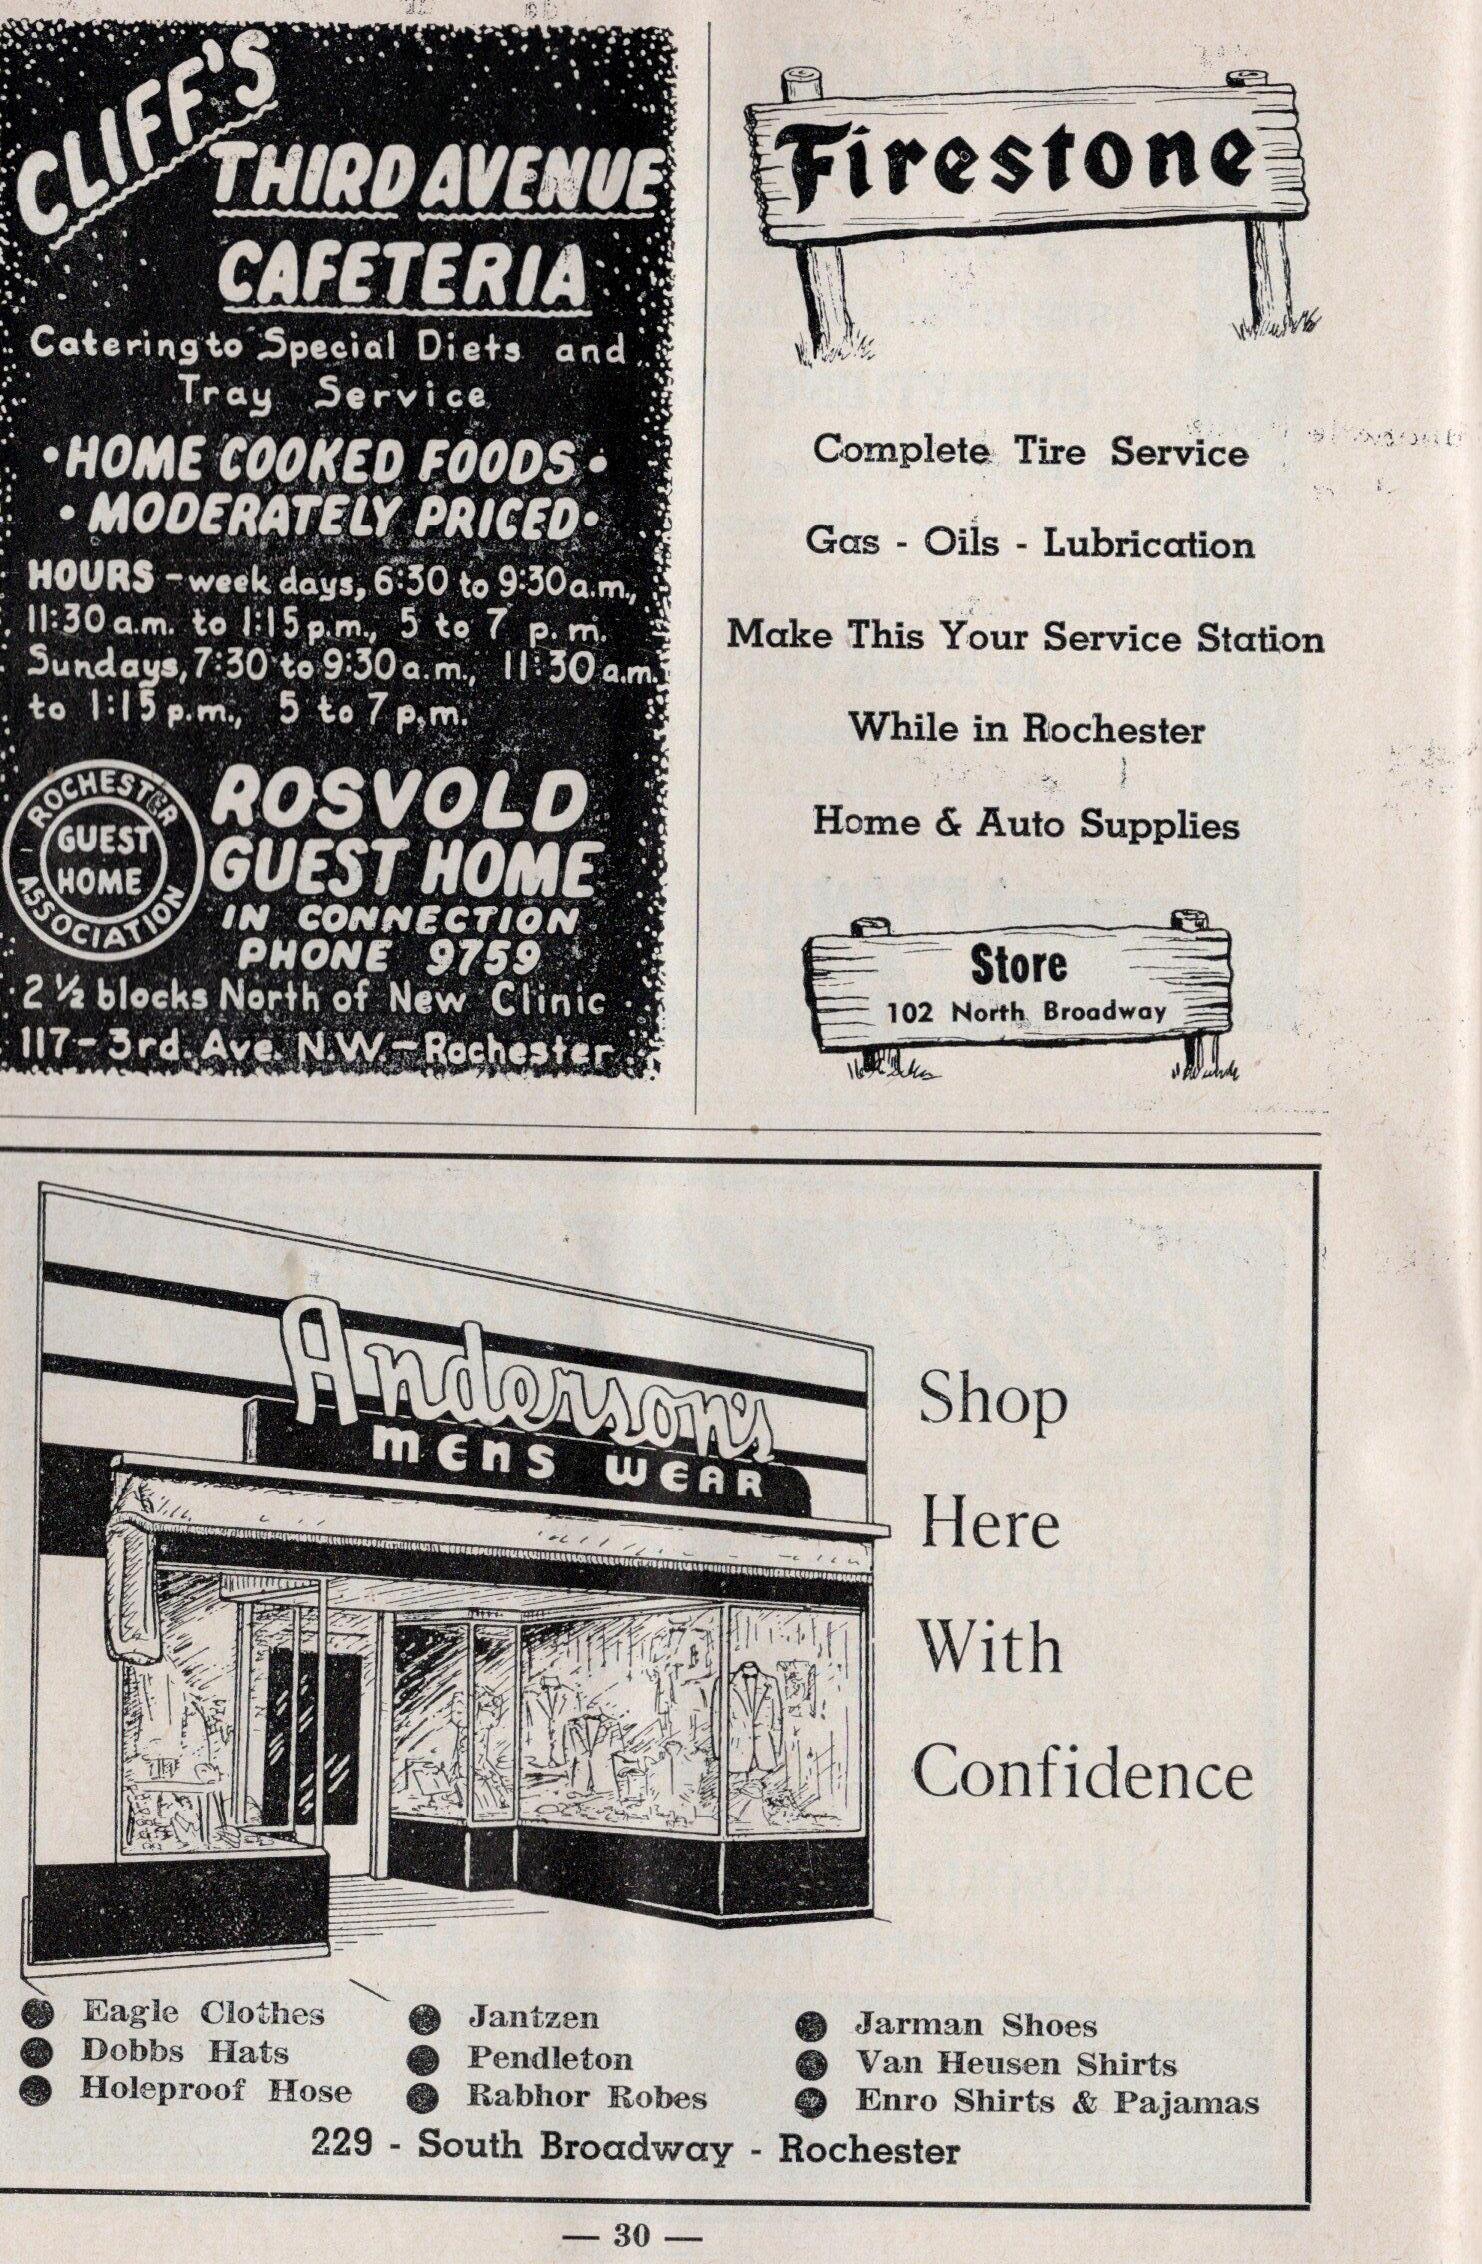 CLIFF'S
THIRD AVENUE
CAFETERIA
Catering to Special Diets and
Tray Service
• HOME COOKED FOODS •
• MODERATELY PRICED •
HOURS - week days, 6:30 to 9:30 a.m.,
11:30 a.m. to 1:15 p.m., 5 to 7 p.m.
Sundays, 7:30 to 9:30 a.m., 11:30 a.m.
to 1:15 p.m., 5 to 7 p.m.
ROCHESTER
GUEST
HOME
ASSOCIATION
ROSVOLD
GUEST HOME
IN CONNECTION
PHONE 9759
2 ½ blocks North of New Clinic
117 - 3rd. Ave. N.W. - Rochester
Firestone
Complete Tire Service
Gas - Oils - Lubrication
Make This Your Service Station
While in Rochester
Home & Auto Supplies
Store
102 North Broadway
Anderson's
MENS WEAR
Shop
Here
With
Confidence
● Eagle Clothes
● Dobbs Hats
● Holeproof Hose
● Jantzen
● Pendleton
● Rabhor Robes
● Jarman Shoes
● Van Heusen Shirts
● Enro Shirts & Pajamas
229 - South Broadway - Rochester
— 30 —